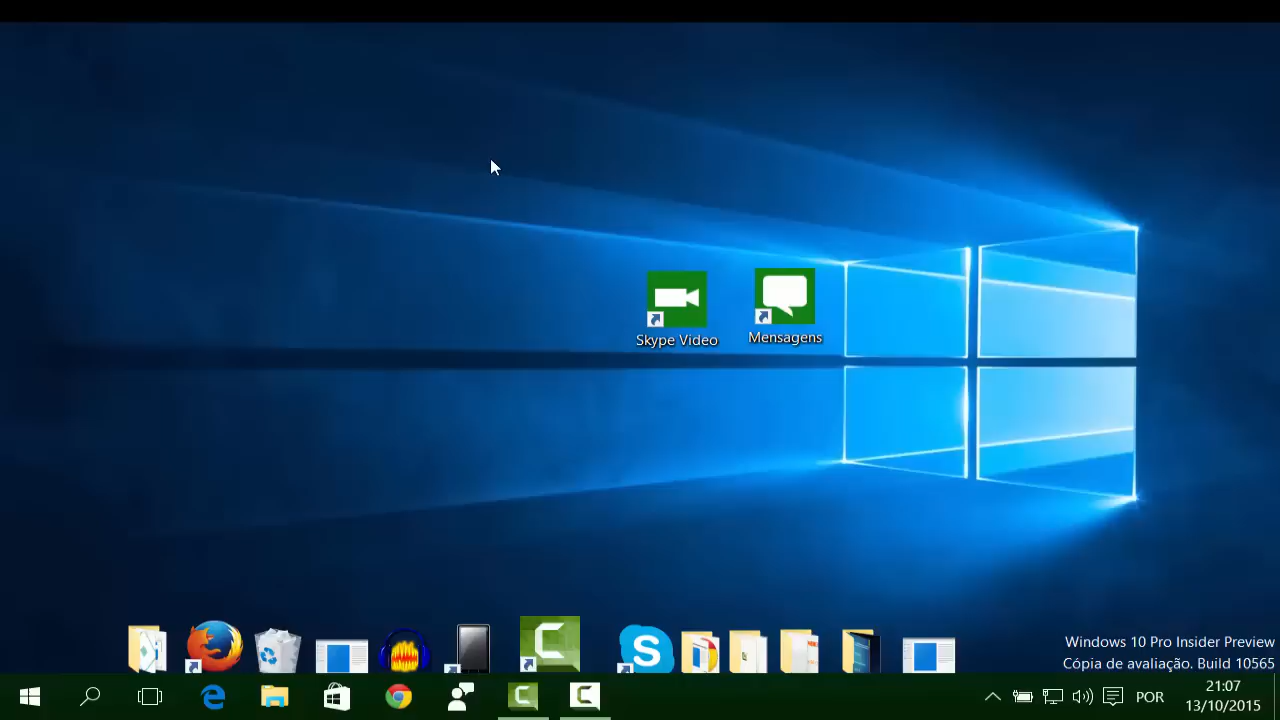 Skype Video
Mensagens
Windows 10 Pro Insider Preview
Cópia de avaliação. Build 10565
POR
21:07
13/10/2015